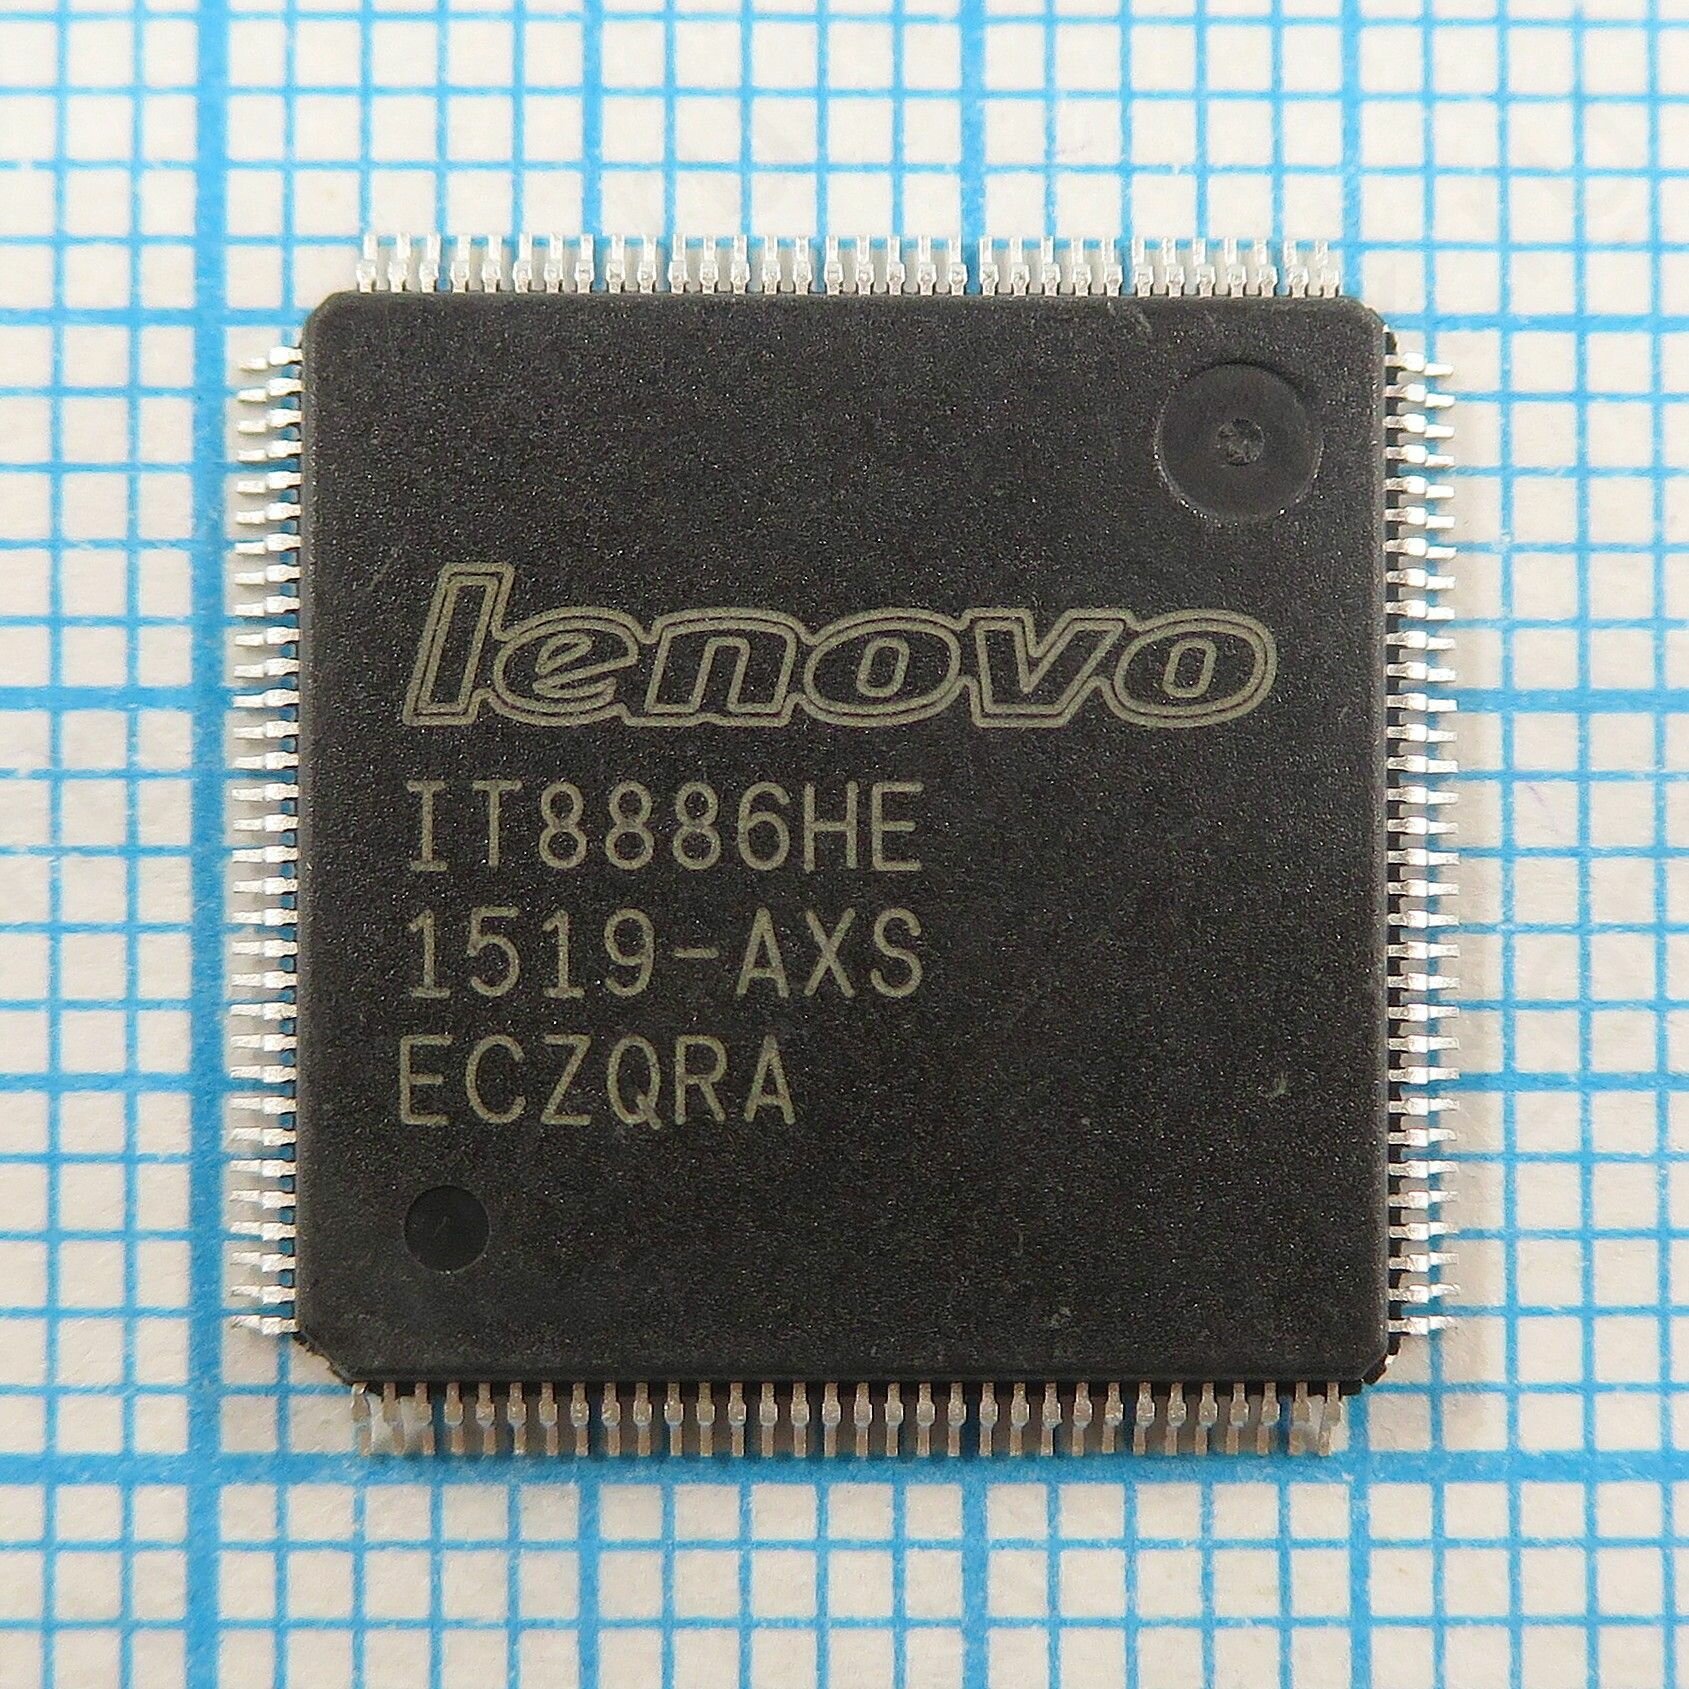 lenovo
IT8886HE
1519-AXS
ECZQRA